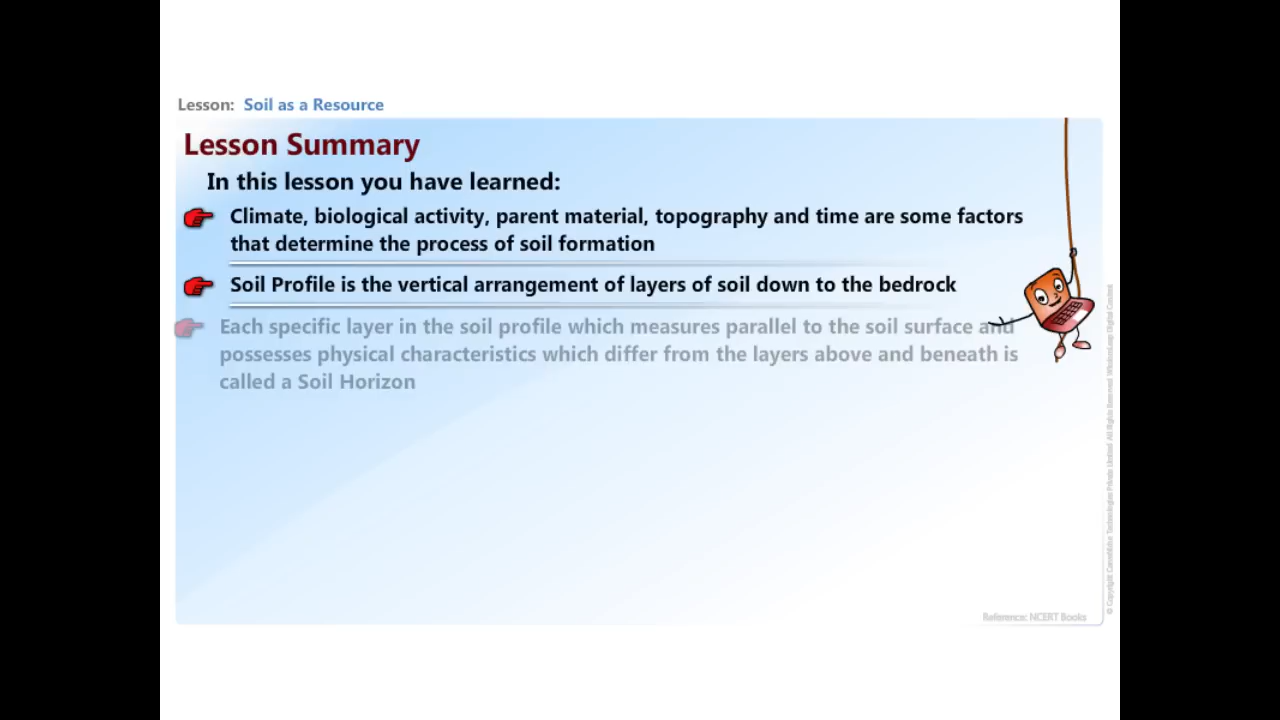 Lesson: Soil as a Resource
Lesson Summary
In this lesson you have learned:
Climate, biological activity, parent material, topography and time are some factors
that determine the process of soil formation
Soil Profile is the vertical arrangement of layers of soil down to the bedrock
Each specific layer in the soil profile which measures parallel to the soil surface and
possesses physical characteristics which differ from the layers above and beneath is
called a Soil Horizon
Reference: NCERT Books